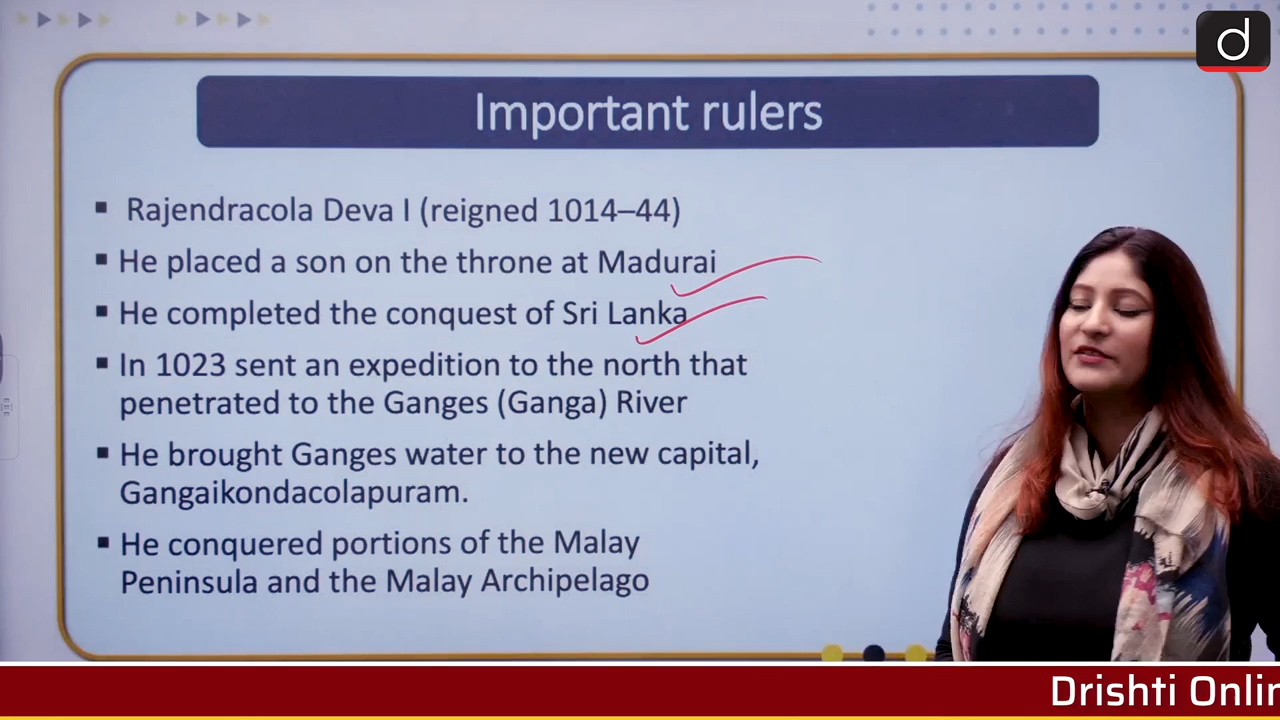 d
Important rulers
▪ Rajendracola Deva I (reigned 1014–44)
▪ He placed a son on the throne at Madurai
▪ He completed the conquest of Sri Lanka
▪ In 1023 sent an expedition to the north that
penetrated to the Ganges (Ganga) River
▪ He brought Ganges water to the new capital,
Gangaikondacolapuram.
▪ He conquered portions of the Malay
Peninsula and the Malay Archipelago
Drishti Onlin